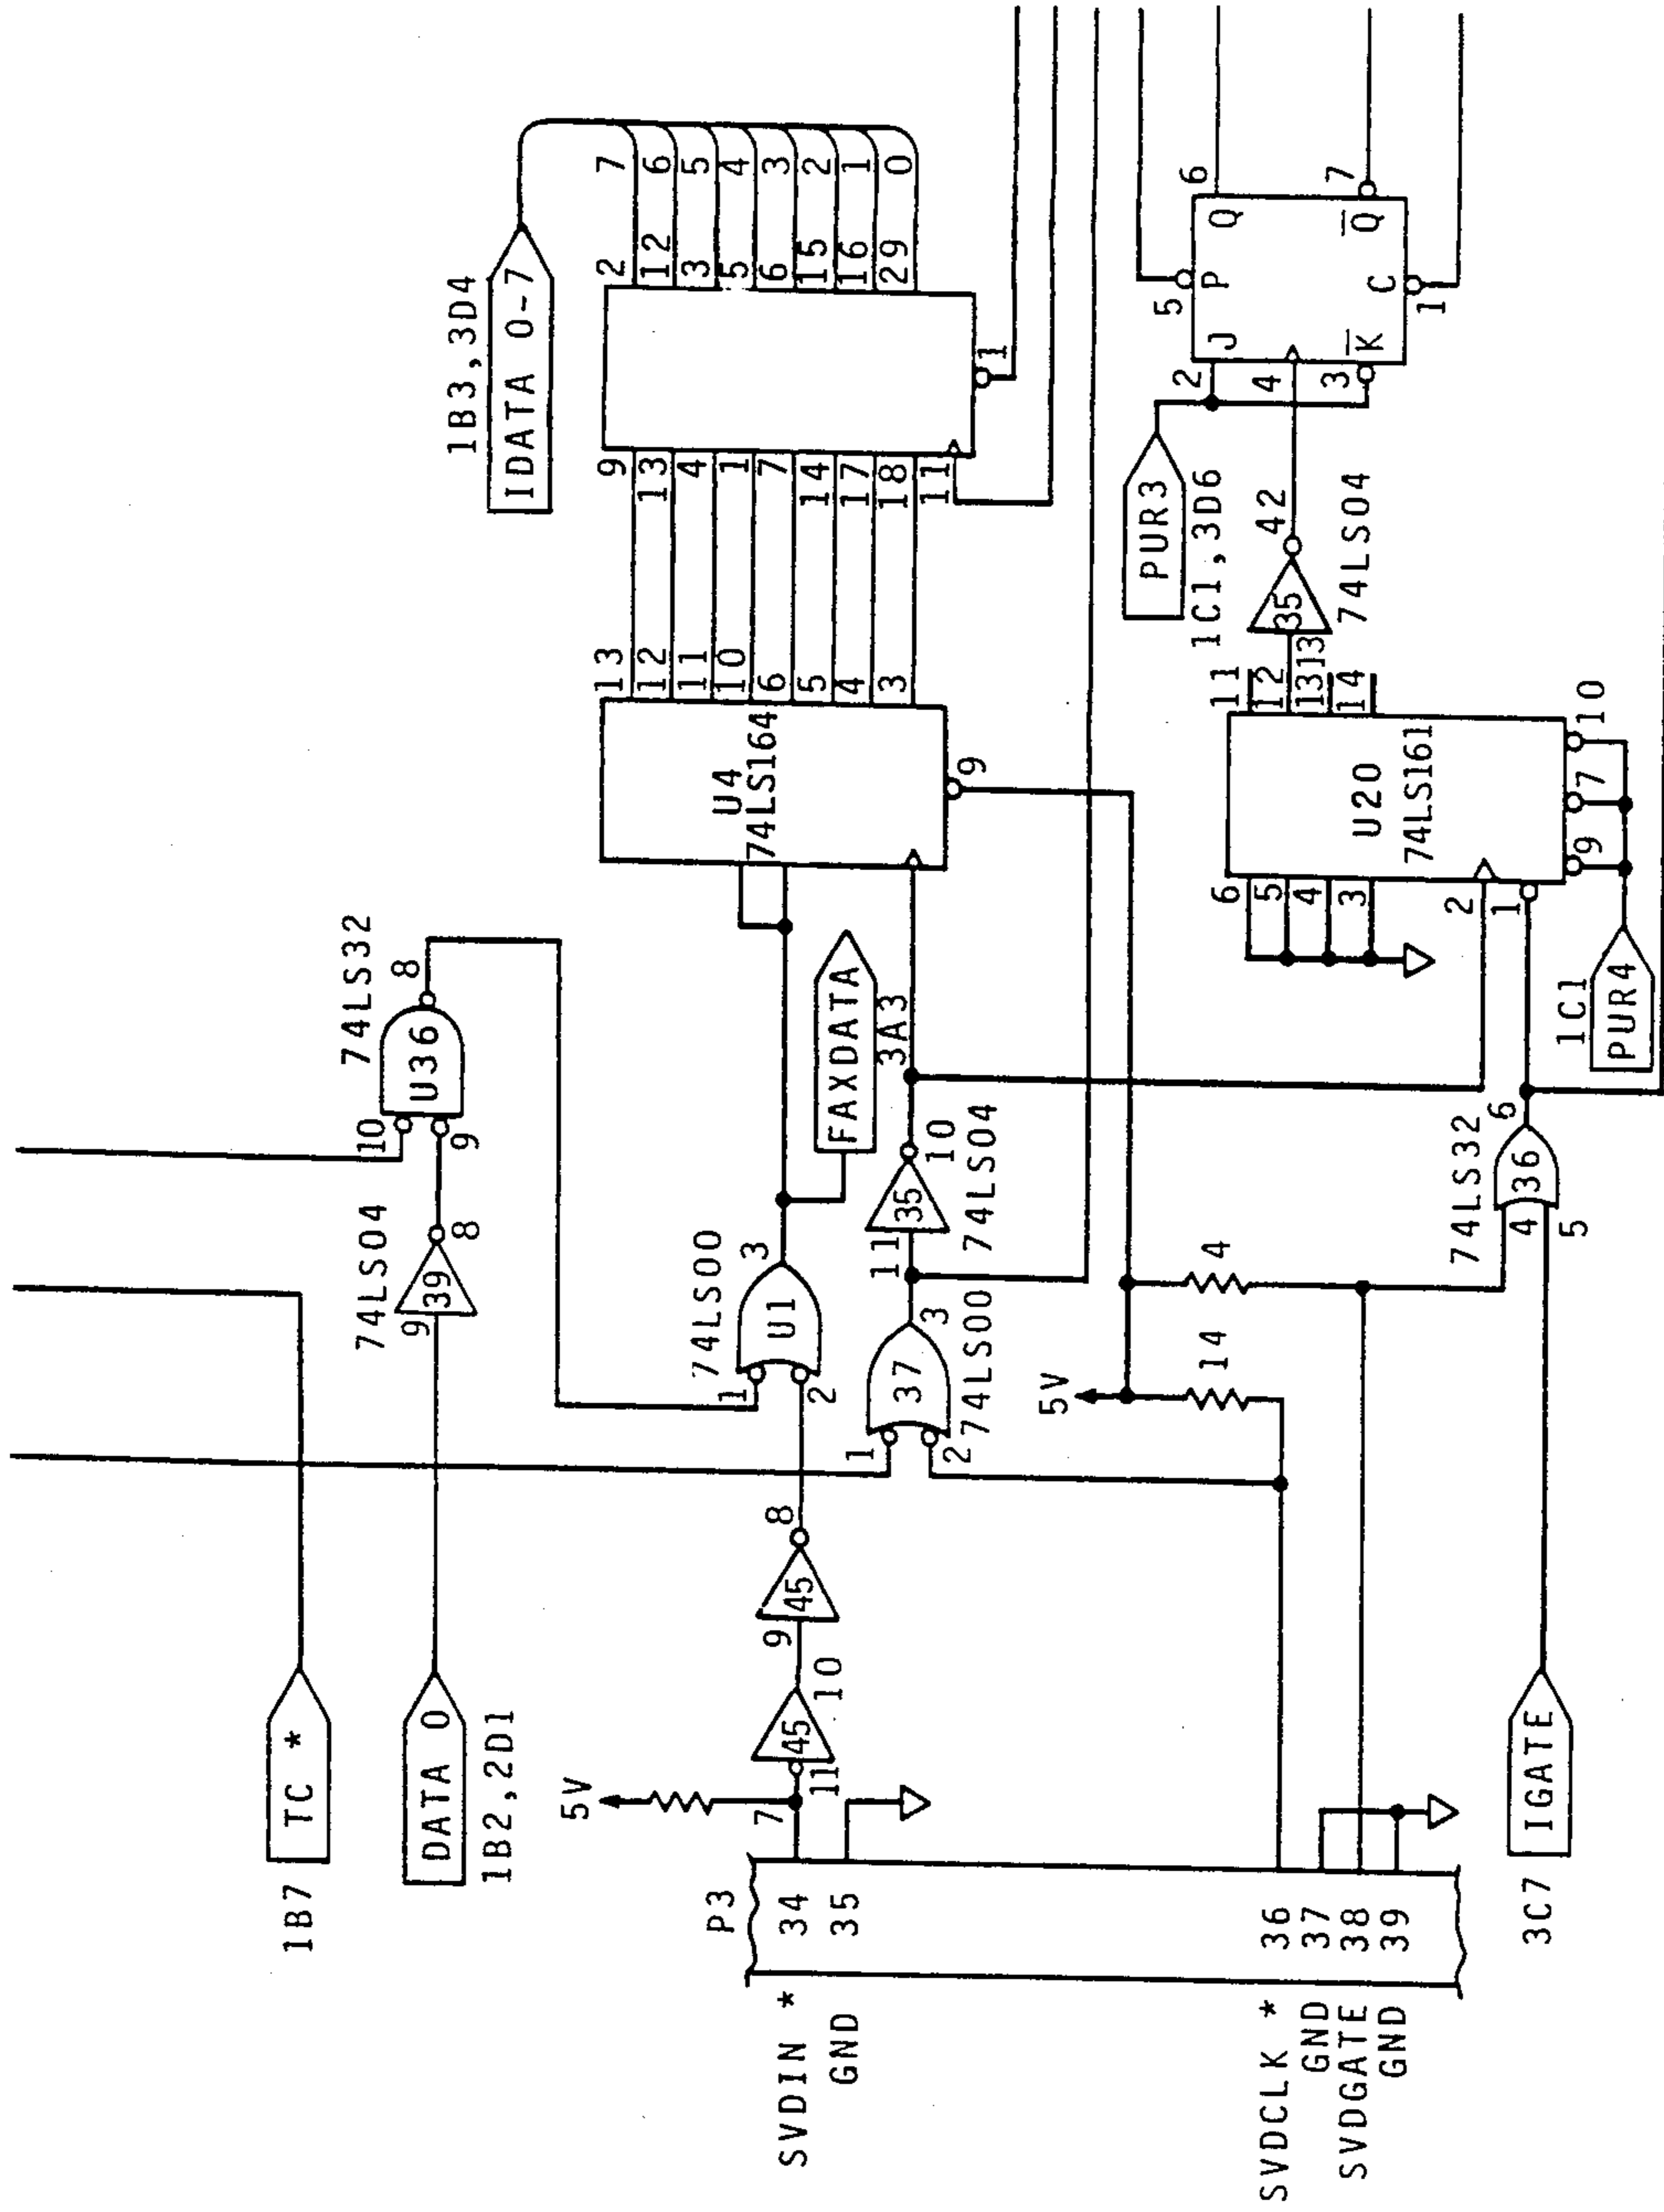 1B3,3D4
IDATA 0-7
7
6
5
4
3
2
1
0
2
12
3
5
6
15
16
29
1
9
13
4
1
7
14
17
18
11
13
12
11
10
6
5
4
3
U4
74LS164
9
74LS32
U36
8
10
9
74LS04
39
8
9
TC *
1B7
DATA 0
1B2,2D1
74LS00
U1
3
1
2
FAXDATA
3A3
35
11
10
74LS04
37
3
1
2
74LS00
45
8
9
45
10
11
7
5V
P3
34
35
36
37
38
39
SVDIN *
GND
SVDCLK *
GND
SVDGATE
GND
5V
14
4
74LS32
36
6
4
5
IGATE
3C7
PUR4
1C1
U20
74LS161
6
5
4
3
2
1
9
7
10
11
12
13
14
13
35
42
74LS04
PUR3
1C1,3D6
J
P
Q
K
C
Q
2
4
3
5
1
6
7